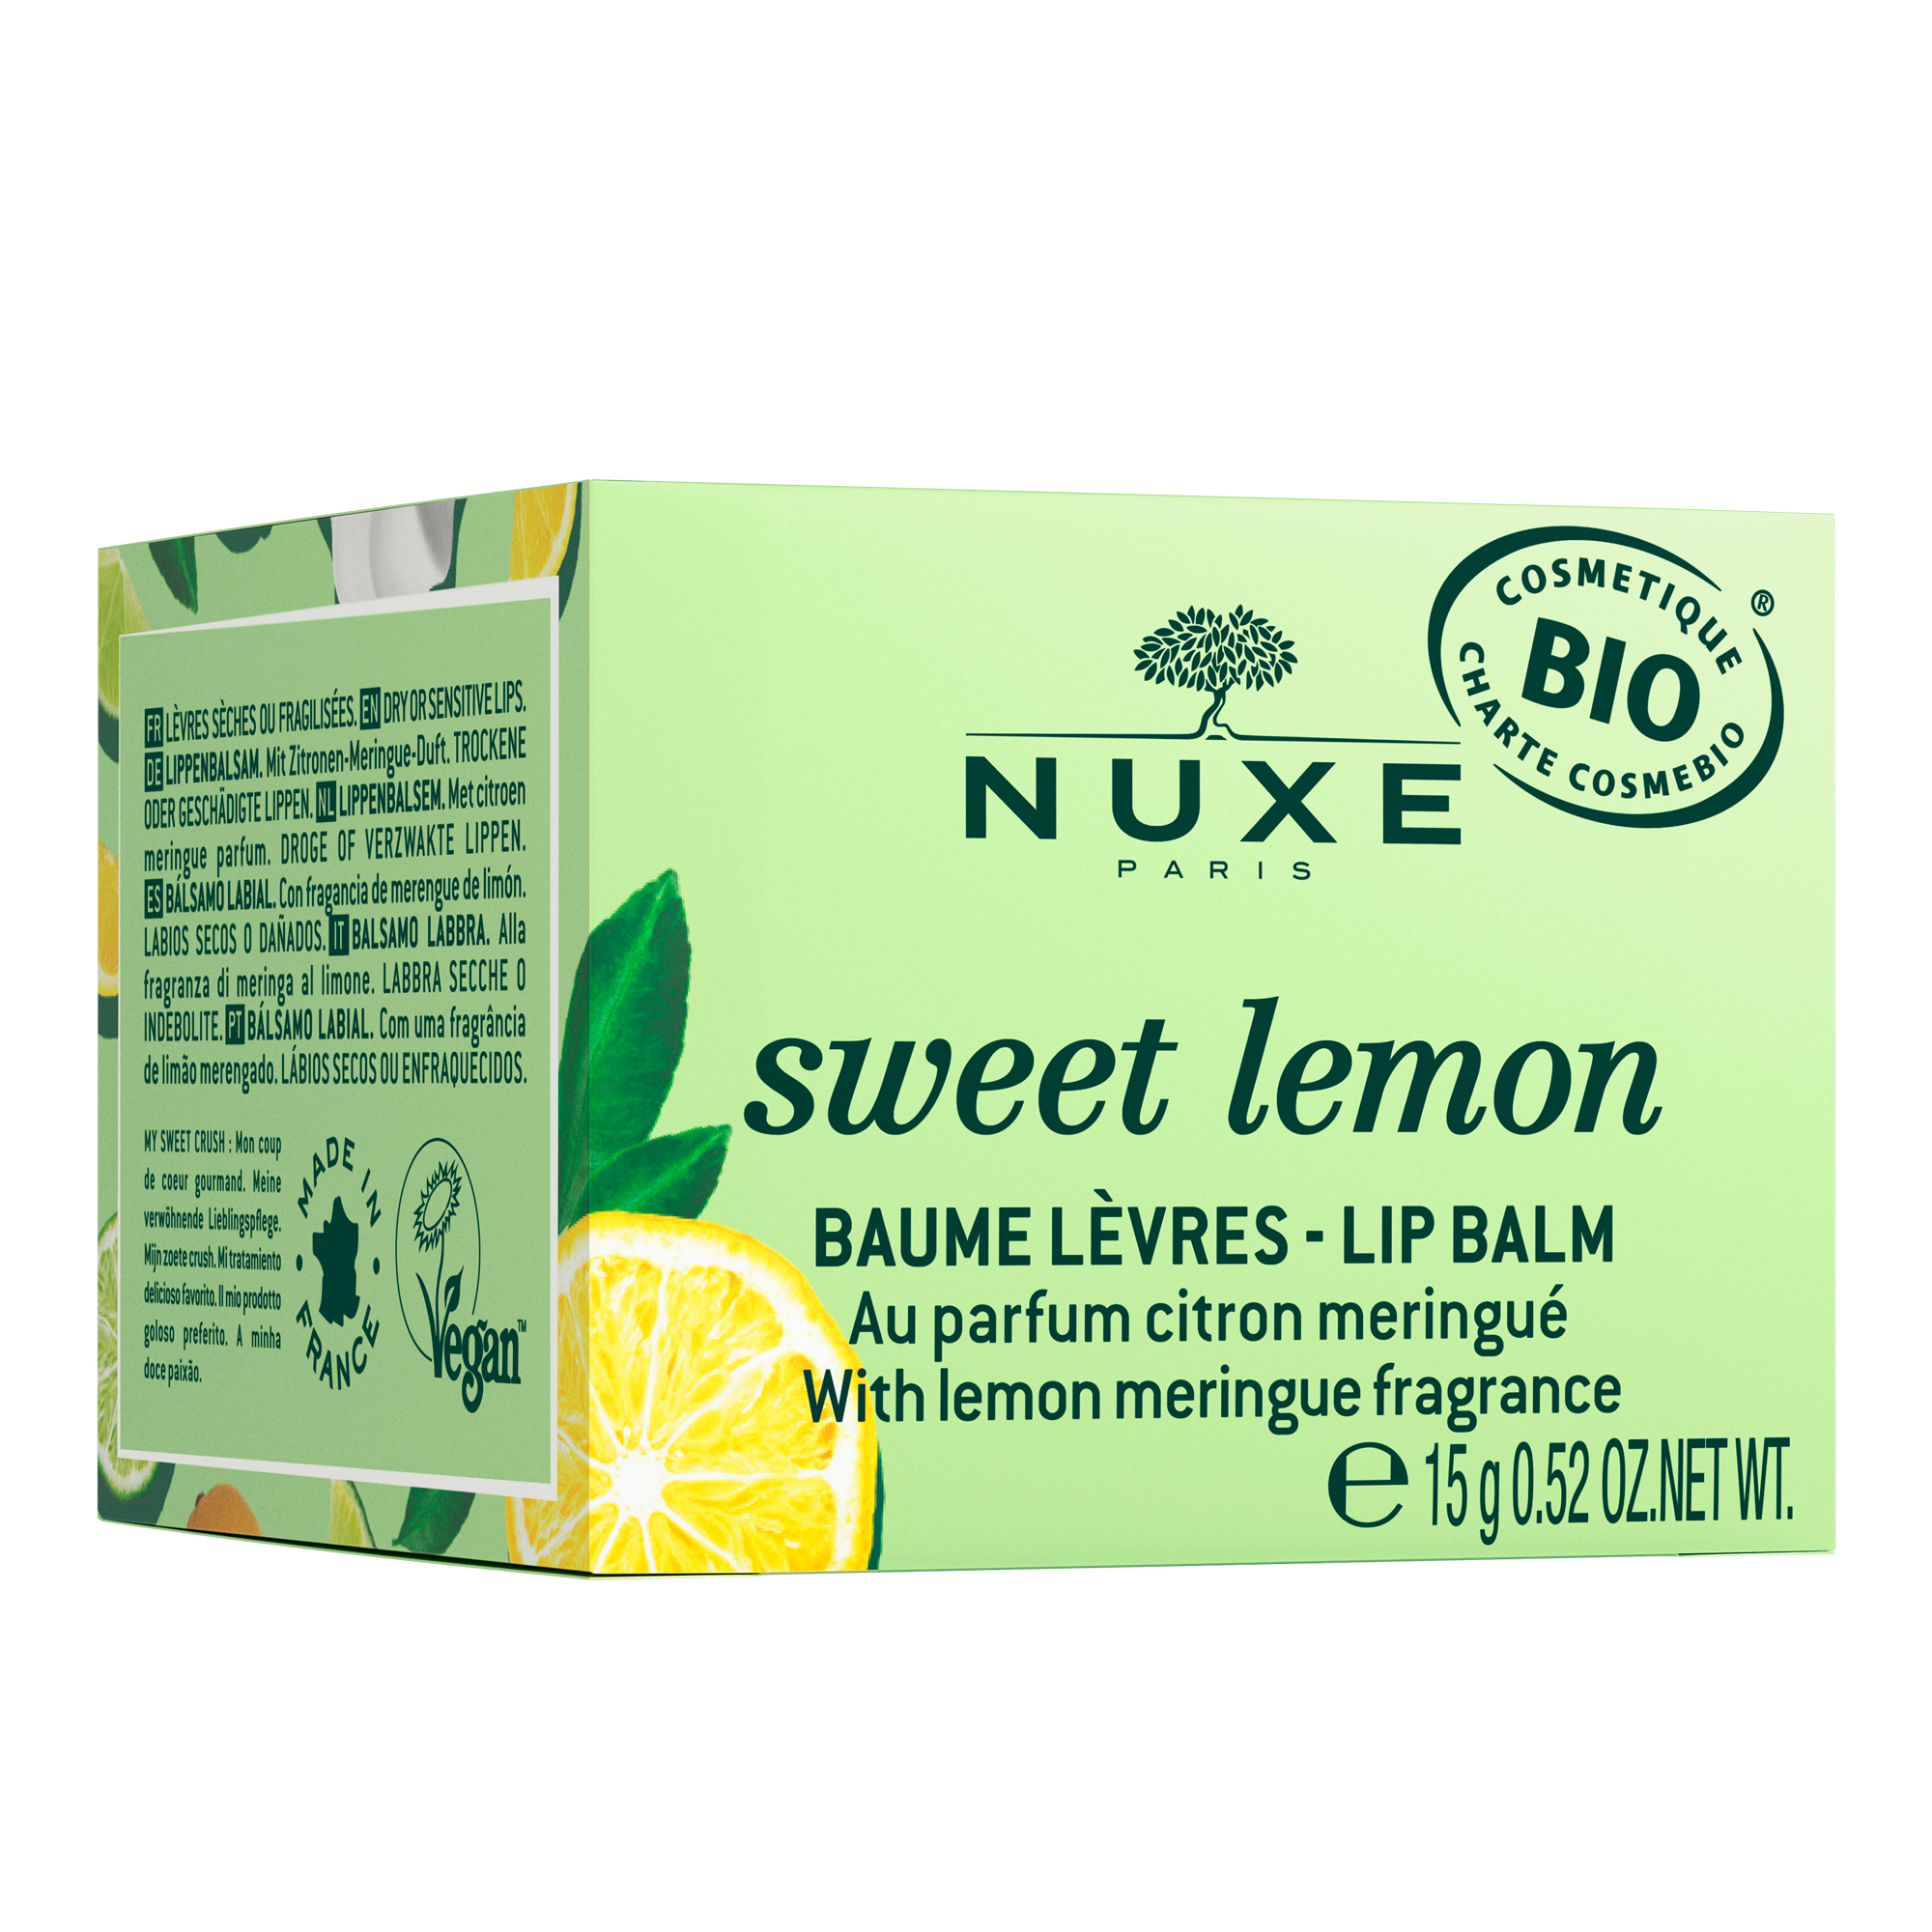 FR LÈVRES SÈCHES OU FRAGILISÉES. EN DRY OR SENSITIVE LIPS.
DE LIPPENBALSAM. Mit Zitronen-Meringue-Duft. TROCKENE
ODER GESCHÄDIGTE LIPPEN. NL LIPPENBALSEM. Met citroen
meringue parfum. DROGE OF VERZWAKTE LIPPEN.
ES BÁLSAMO LABIAL. Con fragancia de merengue de limón.
LABIOS SECOS O DAÑADOS. IT BALSAMO LABBRA. Alla
fragranza di meringa al limone. LABBRA SECCHE O
INDEBOLITE. PT BÁLSAMO LABIAL. Com uma fragrância
de limão merengado. LÁBIOS SECOS OU ENFRAQUECIDOS.
MY SWEET CRUSH : Mon coup
de coeur gourmand. Meine
verwöhnende Lieblingspflege.
Mijn zoete crush. Mi tratamiento
delicioso favorito. Il mio prodotto
goloso preferito. A minha
doce paixão.
MADE IN
FRANCE
Vegan™
COSMETIQUE ®
BIO
CHARTE COSMEBIO
NUXE
PARIS
sweet lemon
BAUME LÈVRES - LIP BALM
Au parfum citron meringué
With lemon meringue fragrance
℮ 15 g 0.52 OZ.NET WT.